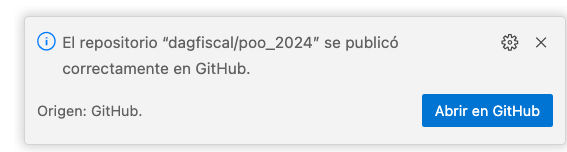 El repositorio “dagfiscal/poo_2024” se publicó
correctamente en GitHub.
Origen: GitHub.
Abrir en GitHub